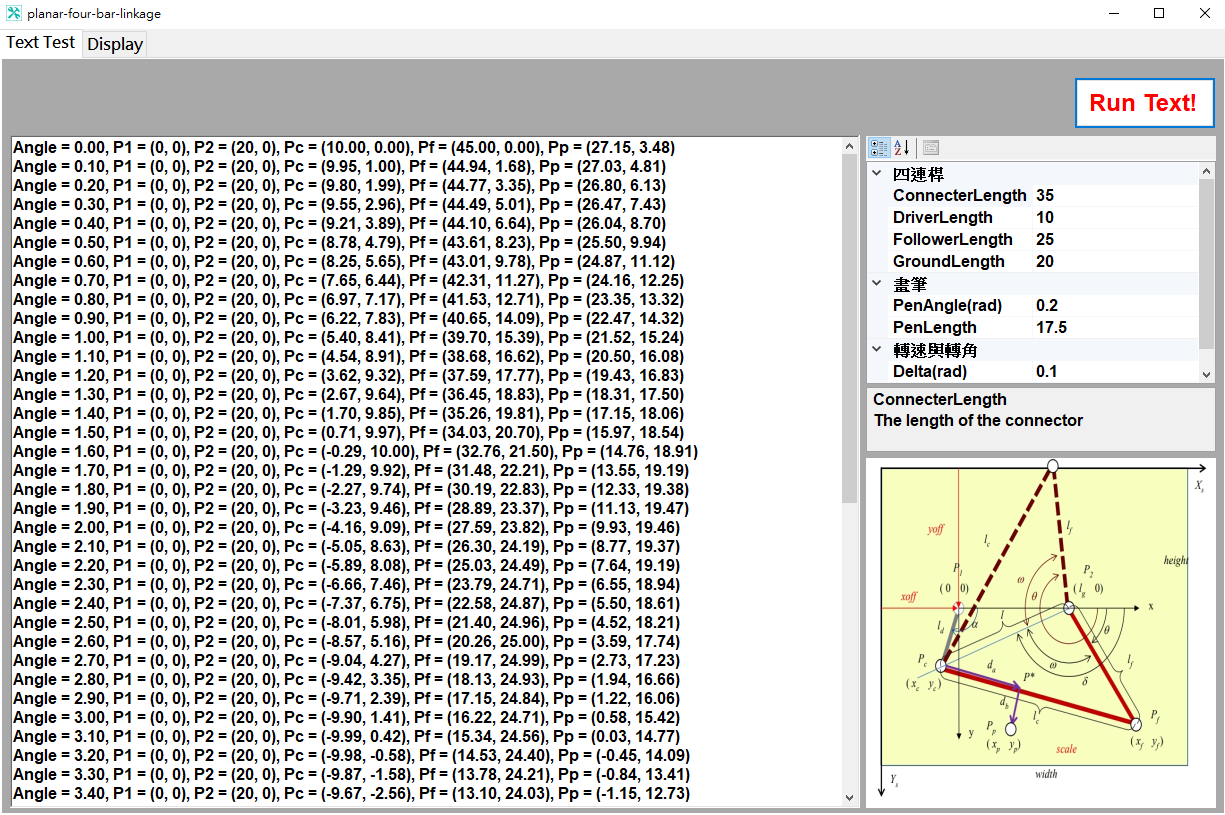 planar-four-bar-linkage
Text Test
Display
Run Text!
Angle = 0.00, P1 = (0, 0), P2 = (20, 0), Pc = (10.00, 0.00), Pf = (45.00, 0.00), Pp = (27.15, 3.48)
Angle = 0.10, P1 = (0, 0), P2 = (20, 0), Pc = (9.95, 1.00), Pf = (44.94, 1.68), Pp = (27.03, 4.81)
Angle = 0.20, P1 = (0, 0), P2 = (20, 0), Pc = (9.80, 1.99), Pf = (44.77, 3.35), Pp = (26.80, 6.13)
Angle = 0.30, P1 = (0, 0), P2 = (20, 0), Pc = (9.55, 2.96), Pf = (44.49, 5.01), Pp = (26.47, 7.43)
Angle = 0.40, P1 = (0, 0), P2 = (20, 0), Pc = (9.21, 3.89), Pf = (44.10, 6.64), Pp = (26.04, 8.70)
Angle = 0.50, P1 = (0, 0), P2 = (20, 0), Pc = (8.78, 4.79), Pf = (43.61, 8.23), Pp = (25.50, 9.94)
Angle = 0.60, P1 = (0, 0), P2 = (20, 0), Pc = (8.25, 5.65), Pf = (43.01, 9.78), Pp = (24.87, 11.12)
Angle = 0.70, P1 = (0, 0), P2 = (20, 0), Pc = (7.65, 6.44), Pf = (42.31, 11.27), Pp = (24.16, 12.25)
Angle = 0.80, P1 = (0, 0), P2 = (20, 0), Pc = (6.97, 7.17), Pf = (41.53, 12.71), Pp = (23.35, 13.32)
Angle = 0.90, P1 = (0, 0), P2 = (20, 0), Pc = (6.22, 7.83), Pf = (40.65, 14.09), Pp = (22.47, 14.32)
Angle = 1.00, P1 = (0, 0), P2 = (20, 0), Pc = (5.40, 8.41), Pf = (39.70, 15.39), Pp = (21.52, 15.24)
Angle = 1.10, P1 = (0, 0), P2 = (20, 0), Pc = (4.54, 8.91), Pf = (38.68, 16.62), Pp = (20.50, 16.08)
Angle = 1.20, P1 = (0, 0), P2 = (20, 0), Pc = (3.62, 9.32), Pf = (37.59, 17.77), Pp = (19.43, 16.83)
Angle = 1.30, P1 = (0, 0), P2 = (20, 0), Pc = (2.67, 9.64), Pf = (36.45, 18.83), Pp = (18.31, 17.50)
Angle = 1.40, P1 = (0, 0), P2 = (20, 0), Pc = (1.70, 9.85), Pf = (35.26, 19.81), Pp = (17.15, 18.06)
Angle = 1.50, P1 = (0, 0), P2 = (20, 0), Pc = (0.71, 9.97), Pf = (34.03, 20.70), Pp = (15.97, 18.54)
Angle = 1.60, P1 = (0, 0), P2 = (20, 0), Pc = (-0.29, 10.00), Pf = (32.76, 21.50), Pp = (14.76, 18.91)
Angle = 1.70, P1 = (0, 0), P2 = (20, 0), Pc = (-1.29, 9.92), Pf = (31.48, 22.21), Pp = (13.55, 19.19)
Angle = 1.80, P1 = (0, 0), P2 = (20, 0), Pc = (-2.27, 9.74), Pf = (30.19, 22.83), Pp = (12.33, 19.38)
Angle = 1.90, P1 = (0, 0), P2 = (20, 0), Pc = (-3.23, 9.46), Pf = (28.89, 23.37), Pp = (11.13, 19.47)
Angle = 2.00, P1 = (0, 0), P2 = (20, 0), Pc = (-4.16, 9.09), Pf = (27.59, 23.82), Pp = (9.93, 19.46)
Angle = 2.10, P1 = (0, 0), P2 = (20, 0), Pc = (-5.05, 8.63), Pf = (26.30, 24.19), Pp = (8.77, 19.37)
Angle = 2.20, P1 = (0, 0), P2 = (20, 0), Pc = (-5.89, 8.08), Pf = (25.03, 24.49), Pp = (7.64, 19.19)
Angle = 2.30, P1 = (0, 0), P2 = (20, 0), Pc = (-6.66, 7.46), Pf = (23.79, 24.71), Pp = (6.55, 18.94)
Angle = 2.40, P1 = (0, 0), P2 = (20, 0), Pc = (-7.37, 6.75), Pf = (22.58, 24.87), Pp = (5.50, 18.61)
Angle = 2.50, P1 = (0, 0), P2 = (20, 0), Pc = (-8.01, 5.98), Pf = (21.40, 24.96), Pp = (4.52, 18.21)
Angle = 2.60, P1 = (0, 0), P2 = (20, 0), Pc = (-8.57, 5.16), Pf = (20.26, 25.00), Pp = (3.59, 17.74)
Angle = 2.70, P1 = (0, 0), P2 = (20, 0), Pc = (-9.04, 4.27), Pf = (19.17, 24.99), Pp = (2.73, 17.23)
Angle = 2.80, P1 = (0, 0), P2 = (20, 0), Pc = (-9.42, 3.35), Pf = (18.13, 24.93), Pp = (1.94, 16.66)
Angle = 2.90, P1 = (0, 0), P2 = (20, 0), Pc = (-9.71, 2.39), Pf = (17.15, 24.84), Pp = (1.22, 16.06)
Angle = 3.00, P1 = (0, 0), P2 = (20, 0), Pc = (-9.90, 1.41), Pf = (16.22, 24.71), Pp = (0.58, 15.42)
Angle = 3.10, P1 = (0, 0), P2 = (20, 0), Pc = (-9.99, 0.42), Pf = (15.34, 24.56), Pp = (0.03, 14.77)
Angle = 3.20, P1 = (0, 0), P2 = (20, 0), Pc = (-9.98, -0.58), Pf = (14.53, 24.40), Pp = (-0.45, 14.09)
Angle = 3.30, P1 = (0, 0), P2 = (20, 0), Pc = (-9.87, -1.58), Pf = (13.78, 24.21), Pp = (-0.84, 13.41)
Angle = 3.40, P1 = (0, 0), P2 = (20, 0), Pc = (-9.67, -2.56), Pf = (13.10, 24.03), Pp = (-1.15, 12.73)
四連桿
ConnecterLength 35
DriverLength 10
FollowerLength 25
GroundLength 20
畫筆
PenAngle(rad) 0.2
PenLength 17.5
轉速與轉角
Delta(rad) 0.1
ConnecterLength
The length of the connector
Xs
yoff
lc
lf
height
P1
P2
(0 0)
(lg 0)
ω
θ
xoff
x
ld
α
l
θ
Pc
da
P*
ω
lf
δ
(xc yc)
db
lc
Pf
Pp
y
(xp yp)
(xf yf)
scale
width
Ys